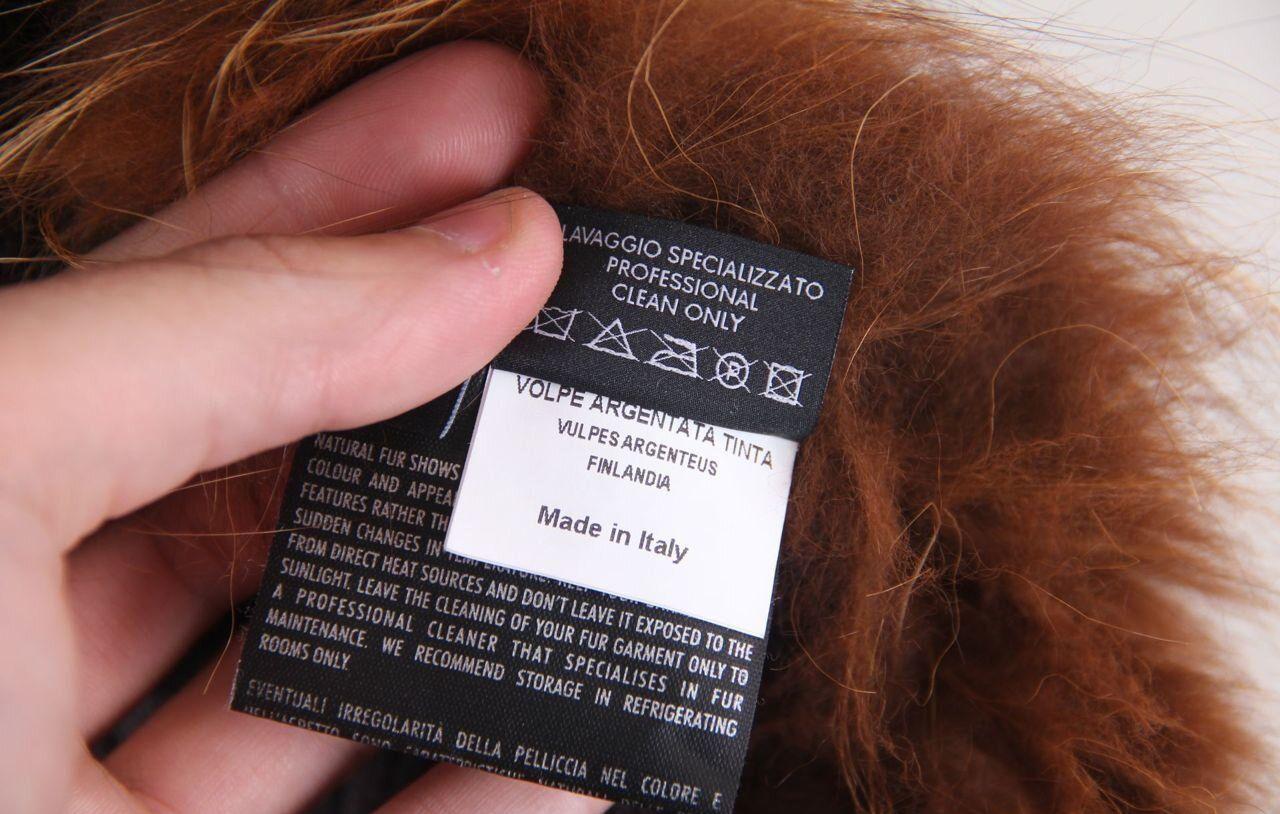 LAVAGGIO SPECIALIZZATO
PROFESSIONAL
CLEAN ONLY
P
VOLPE ARGENTATA TINTA
VULPES ARGENTEUS
FINLANDIA
Made in Italy
NATURAL FUR SHOWS
COLOUR AND
FEATURES RATHER
SUDDEN CHANGES IN
FROM DIRECT HEAT SOURCES AND DON'T LEAVE IT EXPOSED TO THE
SUNLIGHT. LEAVE THE CLEANING OF YOUR FUR GARMENT ONLY TO
A PROFESSIONAL CLEANER THAT SPECIALISES IN FUR
MAINTENANCE. WE RECOMMEND STORAGE IN REFRIGERATING
ROOMS ONLY.
EVENTUALI IRREGOLARITÀ DELLA PELLICCIA NEL COLORE E